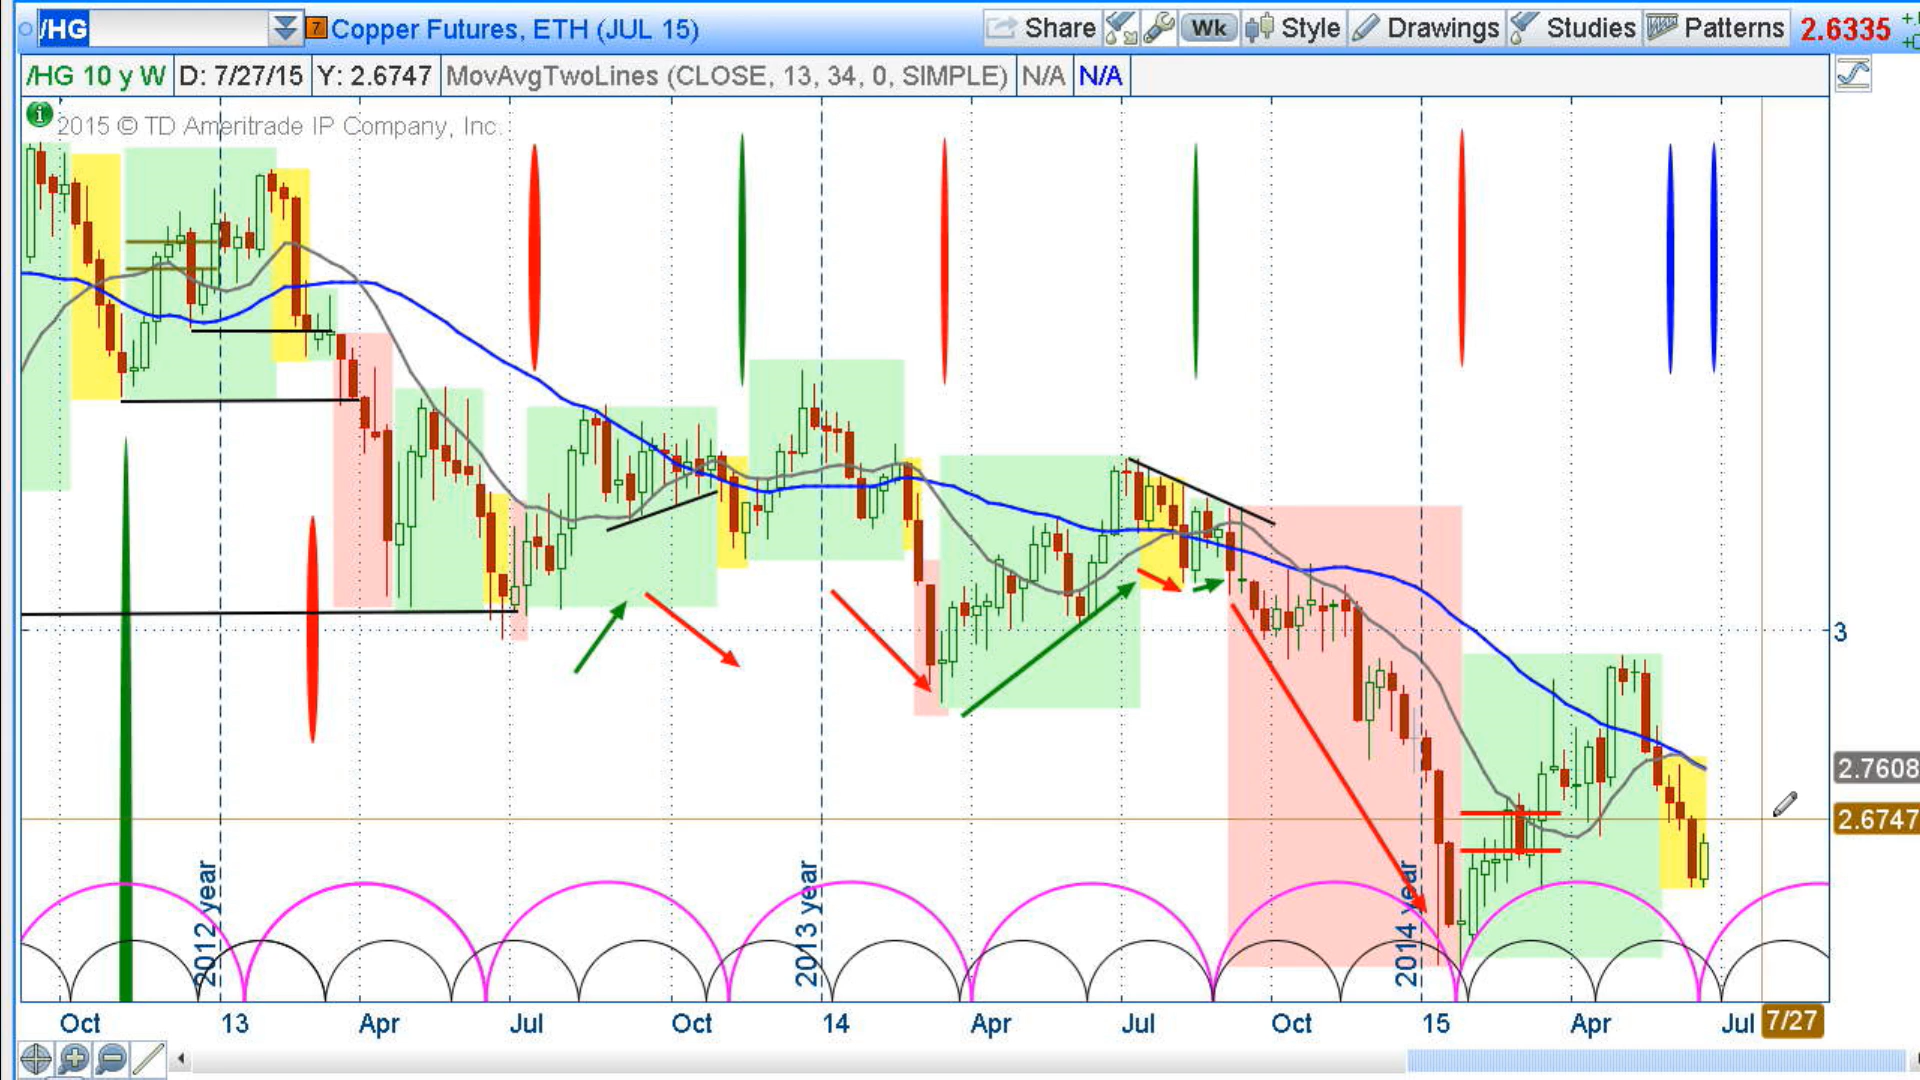 /HG
7
Copper Futures, ETH (JUL 15)
Share
Wk
Style
Drawings
Studies
Patterns
2.6335
/HG 10 y W
D: 7/27/15
Y: 2.6747
MovAvgTwoLines (CLOSE, 13, 34, 0, SIMPLE)
N/A
N/A
2015 © TD Ameritrade IP Company, Inc.
3
2.7608
2.6747
2012 year
2013 year
2014 year
Oct
13
Apr
Jul
Oct
14
Apr
Jul
Oct
15
Apr
Jul
7/27